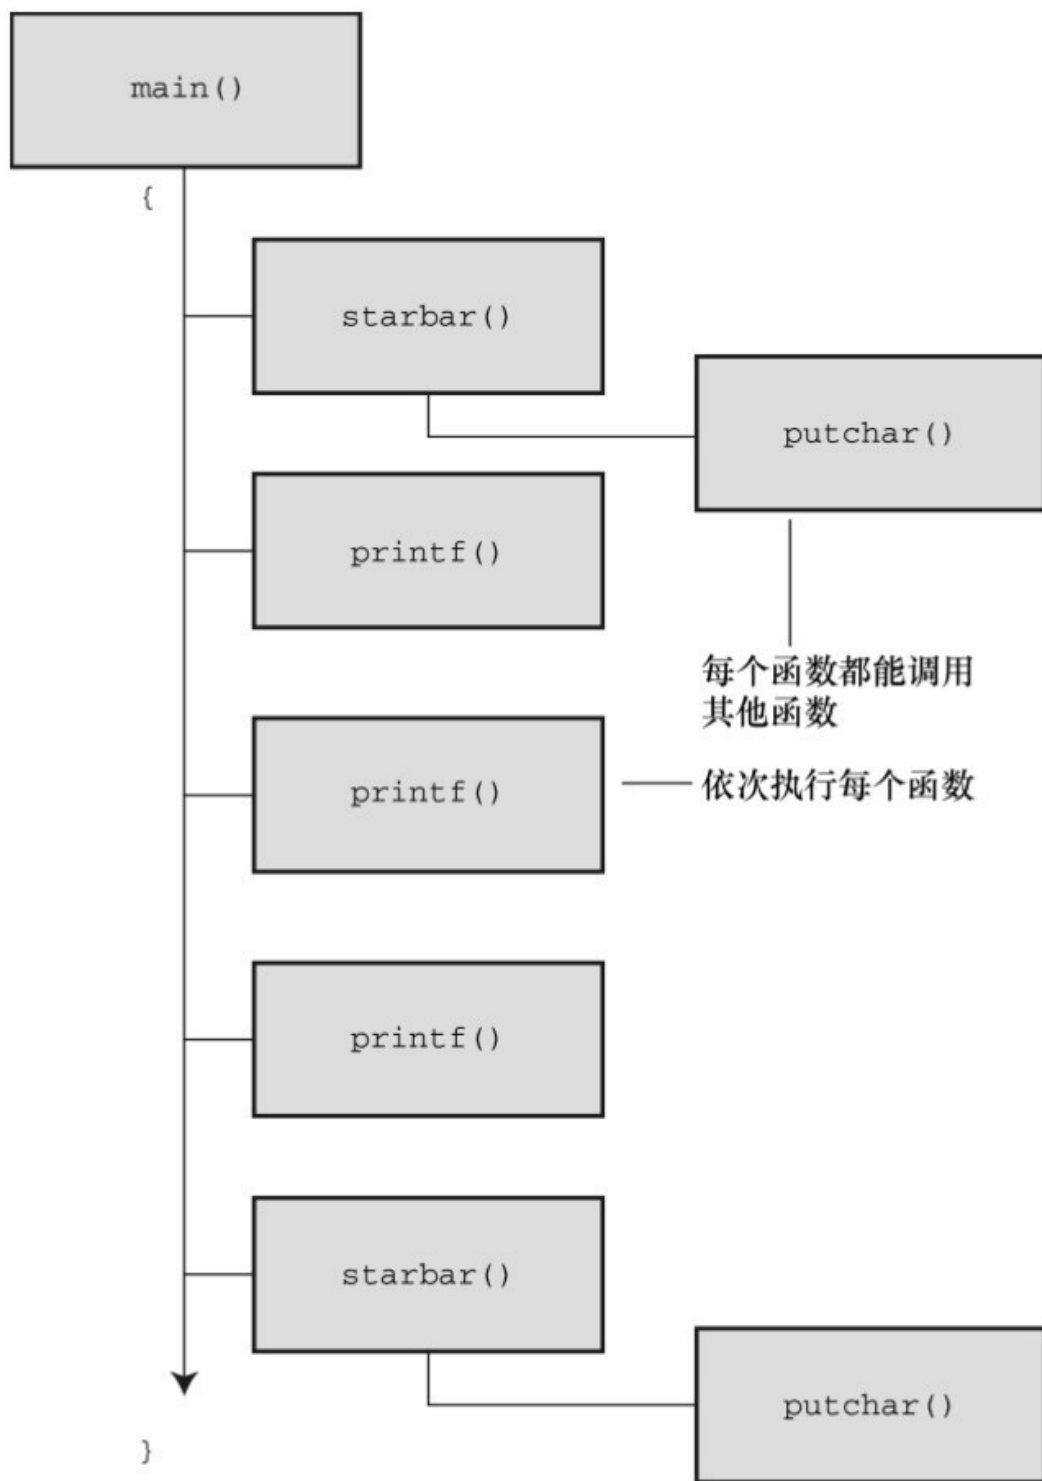 main()
{
starbar()
putchar()
printf()
每个函数都能调用
其他函数
printf()
依次执行每个函数
printf()
starbar()
putchar()
}